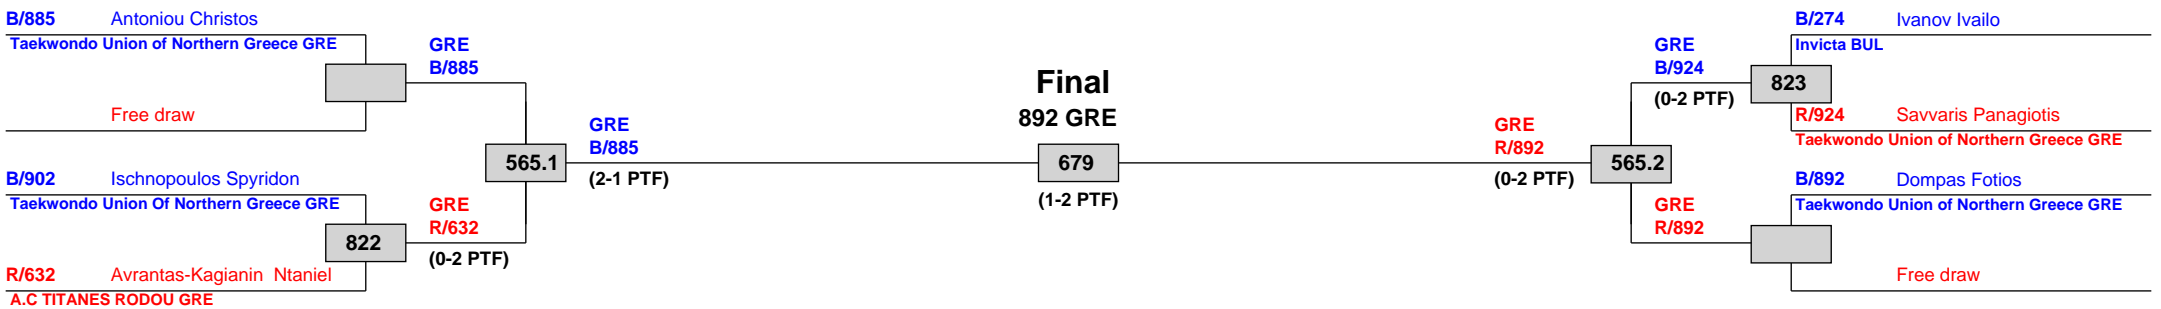 B/885 Antoniou Christos
Taekwondo Union of Northern Greece GRE
GRE
B/885
Free draw
GRE
B/885
565.1
(2-1 PTF)
B/902 Ischnopoulos Spyridon
Taekwondo Union Of Northern Greece GRE
GRE
R/632
822
(0-2 PTF)
R/632 Avrantas-Kagianin Ntaniel
A.C TITANES RODOU GRE
Final
892 GRE
679
(1-2 PTF)
B/274 Ivanov Ivailo
Invicta BUL
GRE
B/924
823
(0-2 PTF)
R/924 Savvaris Panagiotis
Taekwondo Union of Northern Greece GRE
GRE
R/892
565.2
(0-2 PTF)
B/892 Dompas Fotios
Taekwondo Union of Northern Greece GRE
GRE
R/892
Free draw